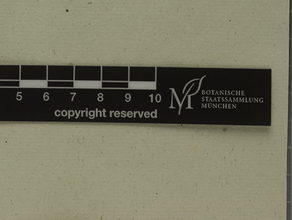 5 6 7 8 9 10
copyright reserved
M
BOTANISCHE
STAATSSAMMLUNG
MÜNCHEN